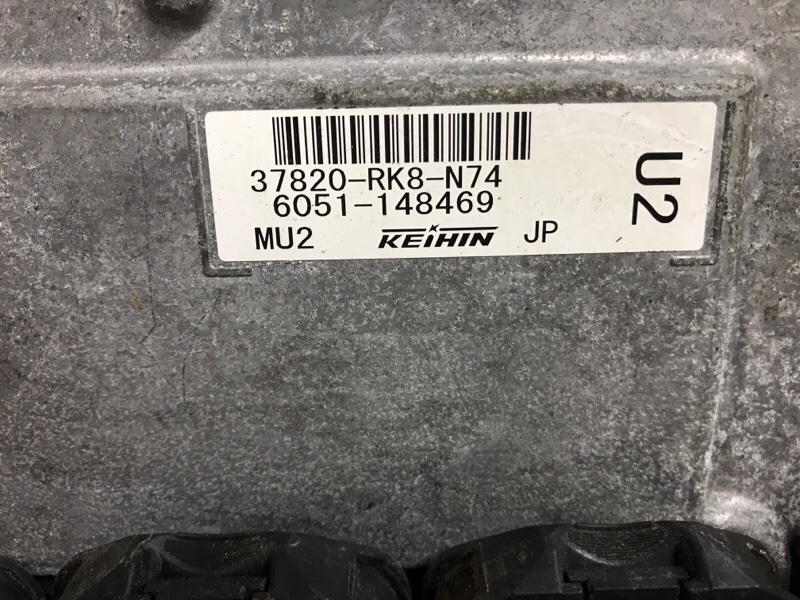 37820-RK8-N74
6051-148469
MU2 KEIHIN JP
U2